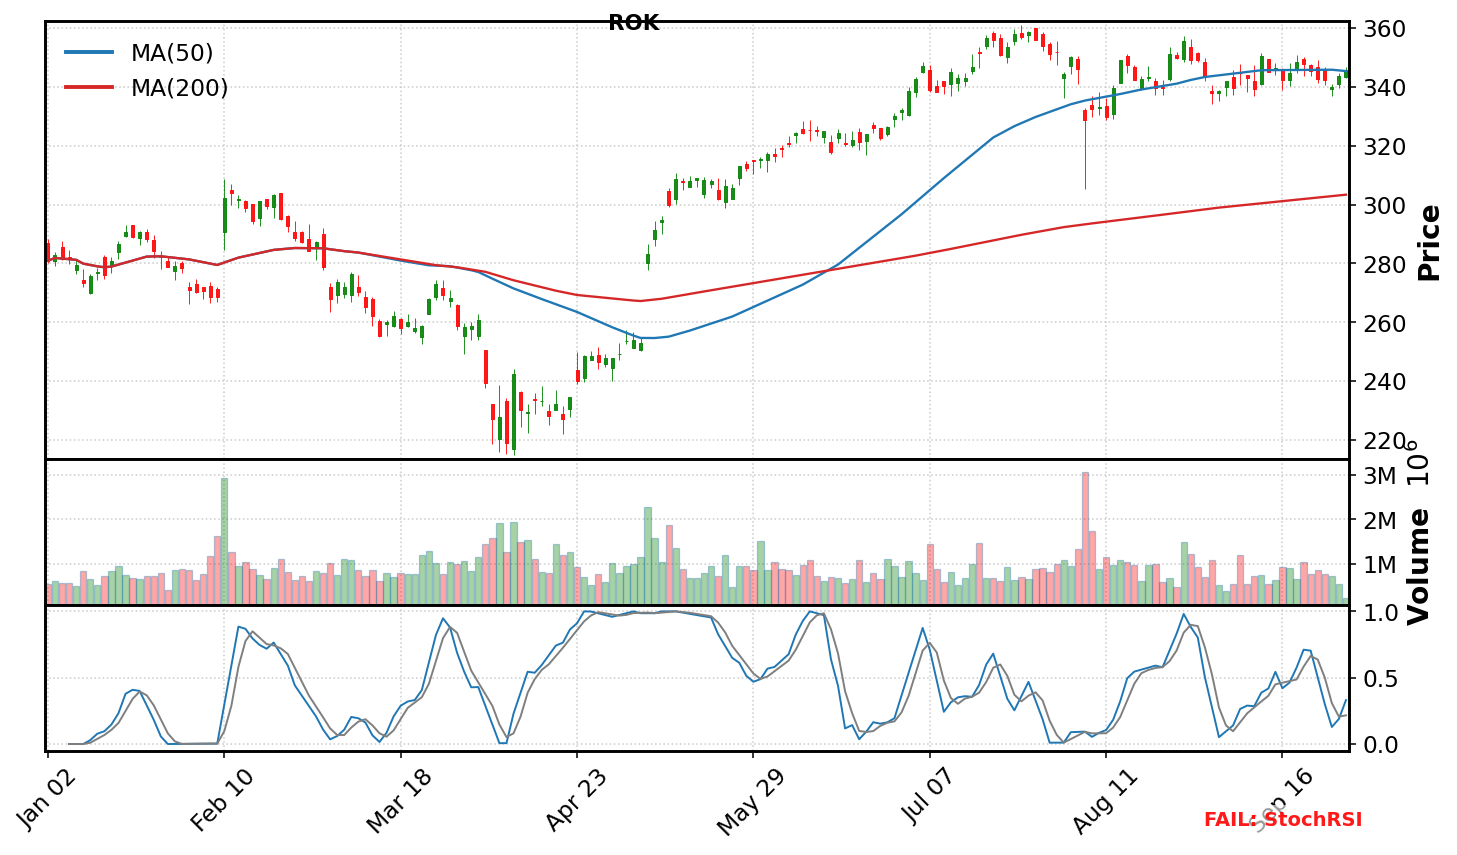 ROK
MA(50)
MA(200)
360
340
320
300
280
260
240
220
Price
10⁶
3M
2M
1M
Volume
1.0
0.5
0.0
Jan 02
Feb 10
Mar 18
Apr 23
May 29
Jul 07
Aug 11
Sep 16
FAIL: StochRSI